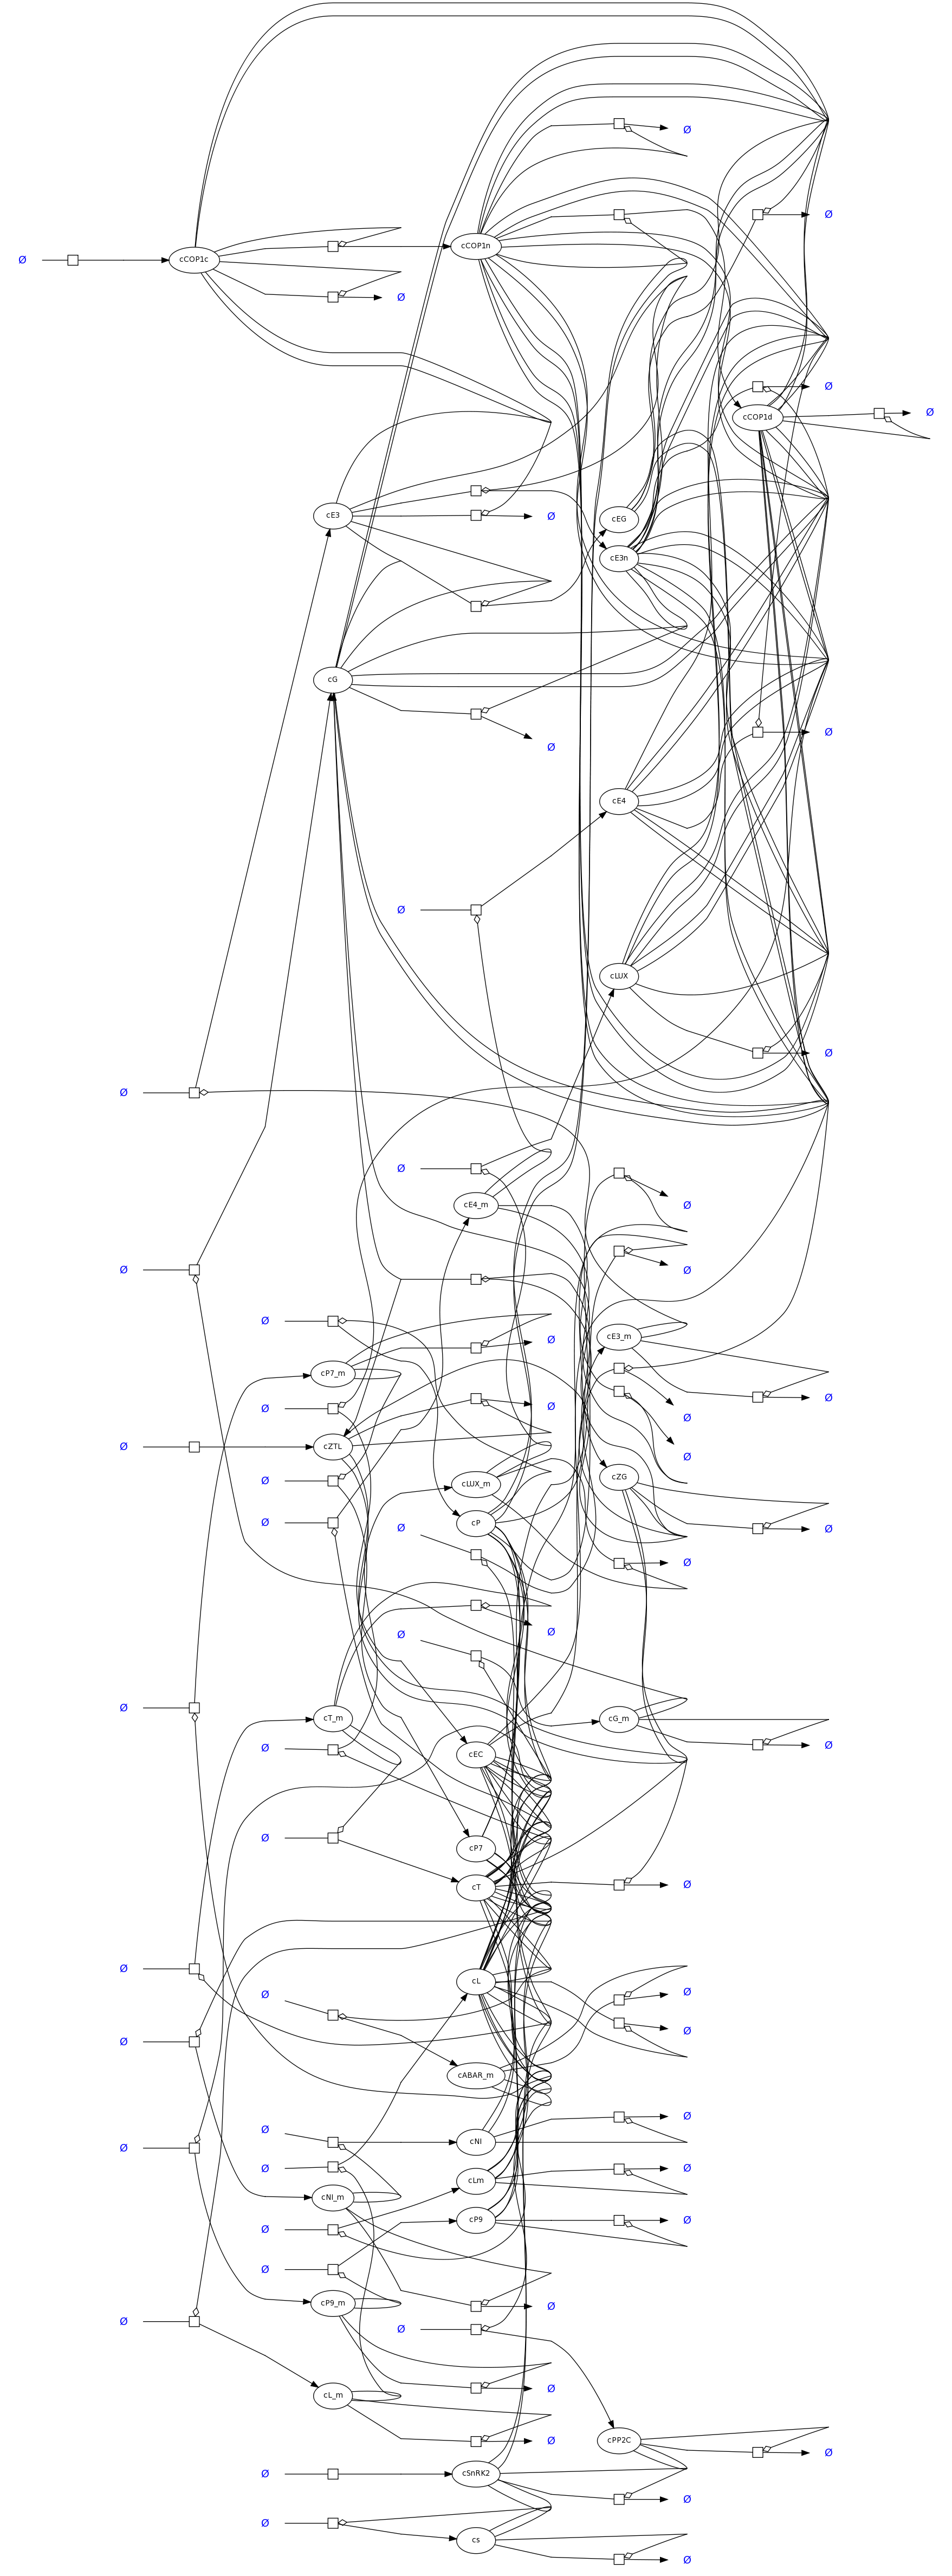 Ø
Ø
cCOP1n
cCOP1c
Ø
Ø
Ø
Ø
cCOP1d
Ø
cE3
Ø
cEG
cE3n
cG
Ø
Ø
cE4
Ø
cLUX
Ø
Ø
Ø
cE4_m
Ø
Ø
Ø
Ø
cE3_m
Ø
cP7_m
Ø
Ø
Ø
Ø
Ø
cZTL
Ø
cZG
Ø
cLUX_m
Ø
cP
Ø
Ø
Ø
Ø
Ø
cT_m
cG_m
Ø
Ø
cEC
Ø
cP7
cT
Ø
Ø
cL
Ø
Ø
Ø
Ø
cABAR_m
Ø
Ø
cNI
Ø
Ø
Ø
cLm
cNI_m
Ø
cP9
Ø
Ø
cP9_m
Ø
Ø
Ø
Ø
cL_m
Ø
cPP2C
Ø
Ø
cSnRK2
Ø
Ø
cs
Ø